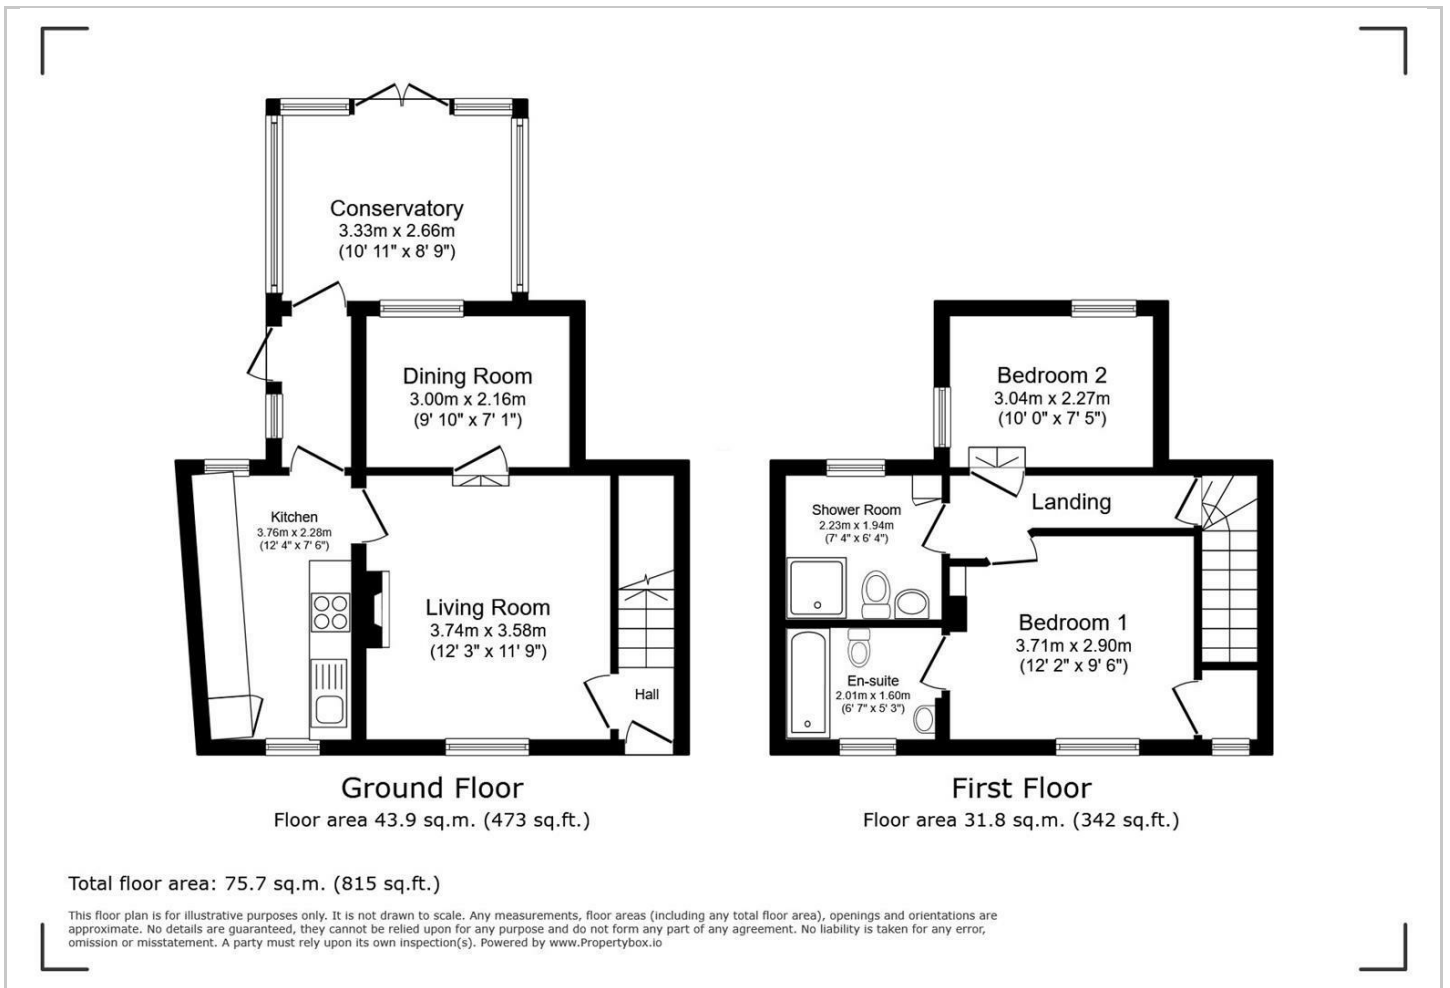 Conservatory
3.33m x 2.66m
(10' 11" x 8' 9")
Dining Room
3.00m x 2.16m
(9' 10" x 7' 1")
Kitchen
3.76m x 2.28m
(12' 4" x 7' 6")
Living Room
3.74m x 3.58m
(12' 3" x 11' 9")
Hall
Ground Floor
Floor area 43.9 sq.m. (473 sq.ft.)
Bedroom 2
3.04m x 2.27m
(10' 0" x 7' 5")
Landing
Shower Room
2.23m x 1.94m
(7' 4" x 6' 4")
Bedroom 1
3.71m x 2.90m
(12' 2" x 9' 6")
En-suite
2.01m x 1.60m
(6' 7" x 5' 3")
First Floor
Floor area 31.8 sq.m. (342 sq.ft.)
Total floor area: 75.7 sq.m. (815 sq.ft.)
This floor plan is for illustrative purposes only. It is not drawn to scale. Any measurements, floor areas (including any total floor area), openings and orientations are
approximate. No details are guaranteed, they cannot be relied upon for any purpose and do not form any part of any agreement. No liability is taken for any error,
omission or misstatement. A party must rely upon its own inspection(s). Powered by www.Propertybox.io